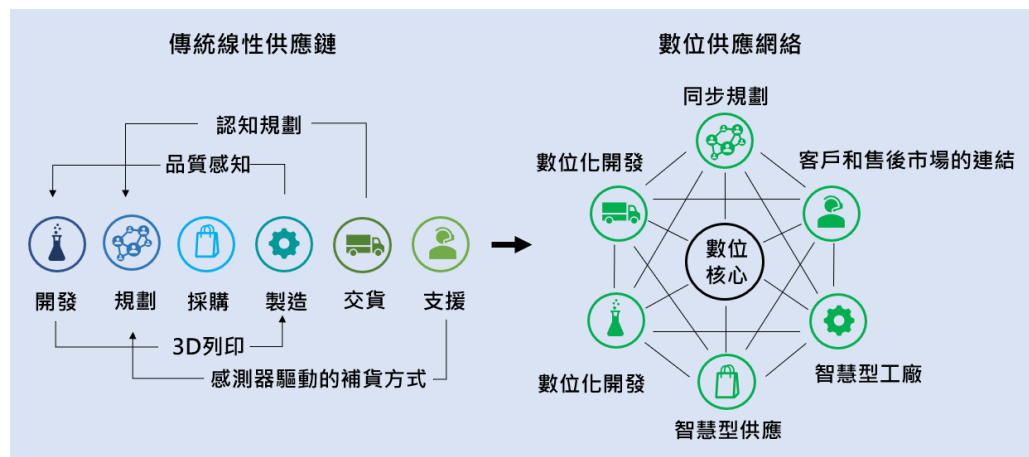 傳統線性供應鏈
認知規劃
品質感知
開發
規劃
採購
製造
交貨
支援
3D列印
感測器驅動的補貨方式
數位供應網絡
同步規劃
數位化開發
客戶和售後市場的連結
數位
核心
數位化開發
智慧型工廠
智慧型供應